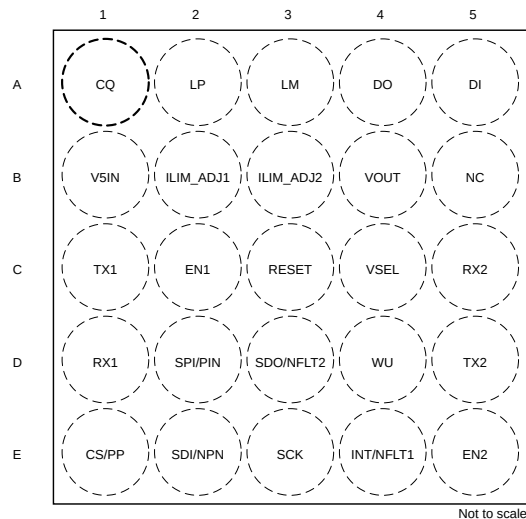 1 2 3 4 5
A CQ LP LM DO DI
B V5IN ILIM_ADJ1 ILIM_ADJ2 VOUT NC
C TX1 EN1 RESET VSEL RX2
D RX1 SPI/PIN SDO/NFLT2 WU TX2
E CS/PP SDI/NPN SCK INT/NFLT1 EN2
Not to scale